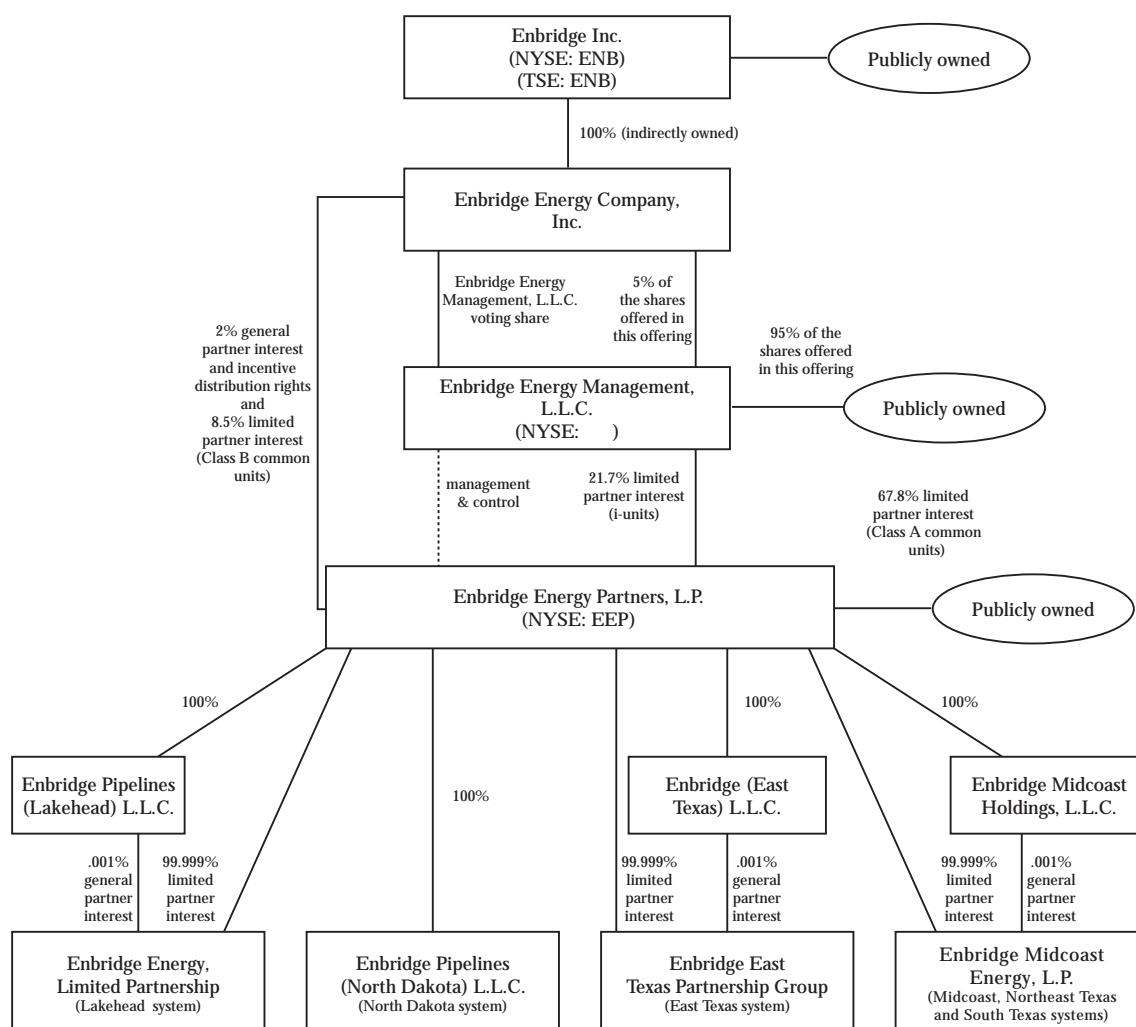 Enbridge Inc.
(NYSE: ENB)
(TSE: ENB)
Publicly owned
100% (indirectly owned)
Enbridge Energy Company,
Inc.
Enbridge Energy
Management, L.L.C.
voting share
5% of
the shares
offered in
this offering
2% general
partner interest
and incentive
distribution rights
and
8.5% limited
partner interest
(Class B common
units)
95% of the
shares offered
in this offering
Enbridge Energy Management,
L.L.C.
(NYSE:      )
Publicly owned
management
& control
21.7% limited
partner interest
(i-units)
67.8% limited
partner interest
(Class A common
units)
Enbridge Energy Partners, L.P.
(NYSE: EEP)
Publicly owned
100%
100%
100%
100%
Enbridge Pipelines
(Lakehead) L.L.C.
Enbridge (East
Texas) L.L.C.
Enbridge Midcoast
Holdings, L.L.C.
.001%
general
partner
interest
99.999%
limited
partner
interest
99.999%
limited
partner
interest
.001%
general
partner
interest
99.999%
limited
partner
interest
.001%
general
partner
interest
Enbridge Energy,
Limited Partnership
(Lakehead system)
Enbridge Pipelines
(North Dakota) L.L.C.
(North Dakota system)
Enbridge East
Texas Partnership Group
(East Texas system)
Enbridge Midcoast
Energy, L.P.
(Midcoast, Northeast Texas
and South Texas systems)